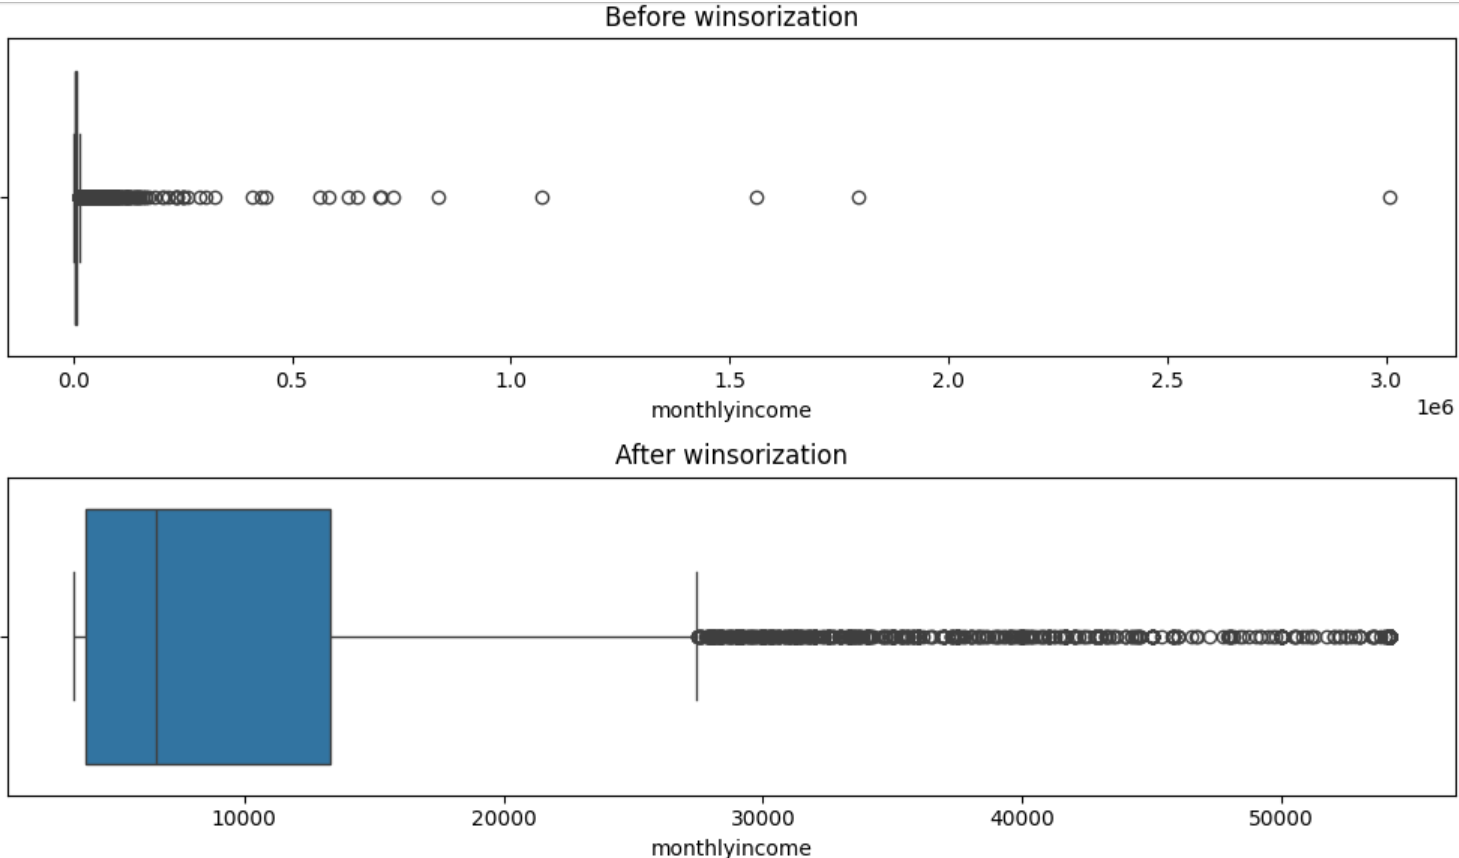 Before winsorization
0.0 0.5 1.0 1.5 2.0 2.5 3.0
1e6
monthlyincome
After winsorization
10000 20000 30000 40000 50000
monthlyincome